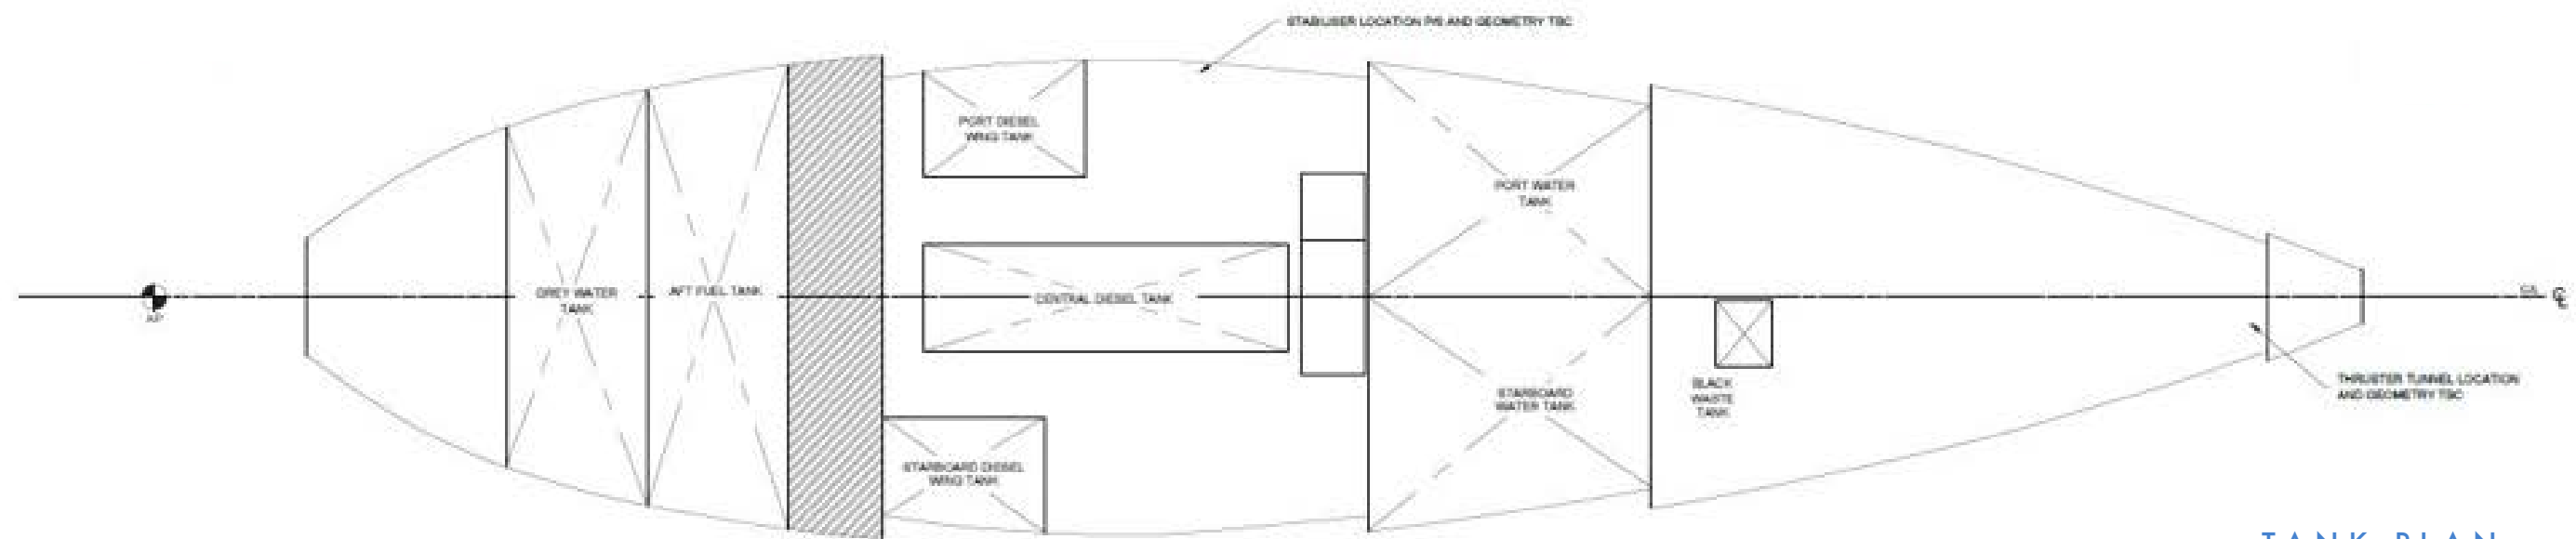 STABILISER LOCATION P/S AND GEOMETRY TBC
PORT DIESEL
WING TANK
PORT WATER
TANK
GREY WATER
TANK
AFT FUEL TANK
CENTRAL DIESEL TANK
AP
THRUSTER TUNNEL LOCATION
AND GEOMETRY TBC
BLACK
WASTE
TANK
STARBOARD
WATER TANK
STARBOARD DIESEL
WING TANK
TANK PLAN